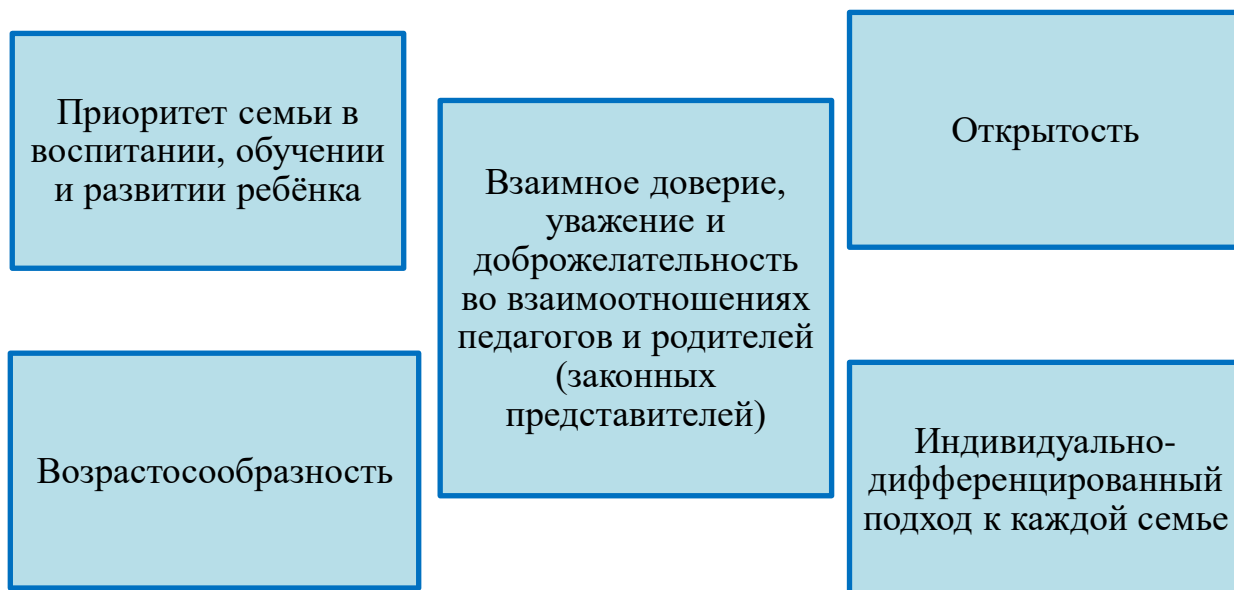 Приоритет семьи в
воспитании, обучении
и развитии ребёнка
Возрастосообразность
Взаимное доверие,
уважение и
доброжелательность
во взаимоотношениях
педагогов и родителей
(законных
представителей)
Открытость
Индивидуально-
дифференцированный
подход к каждой семье